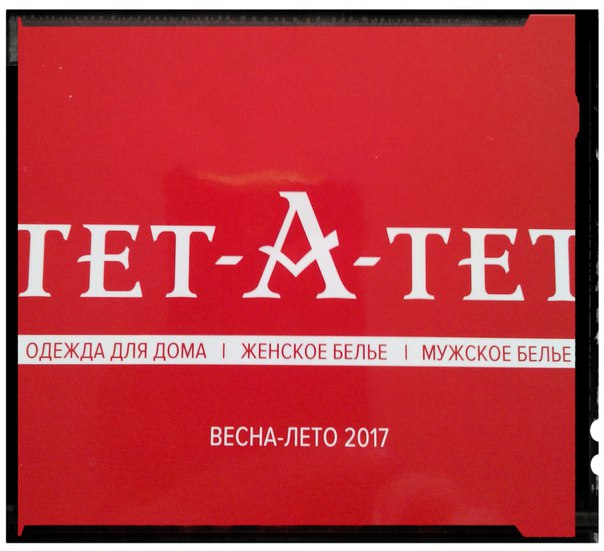 ТЕТ-А-ТЕТ
ОДЕЖДА ДЛЯ ДОМА | ЖЕНСКОЕ БЕЛЬЕ | МУЖСКОЕ БЕЛЬЕ
ВЕСНА-ЛЕТО 2017